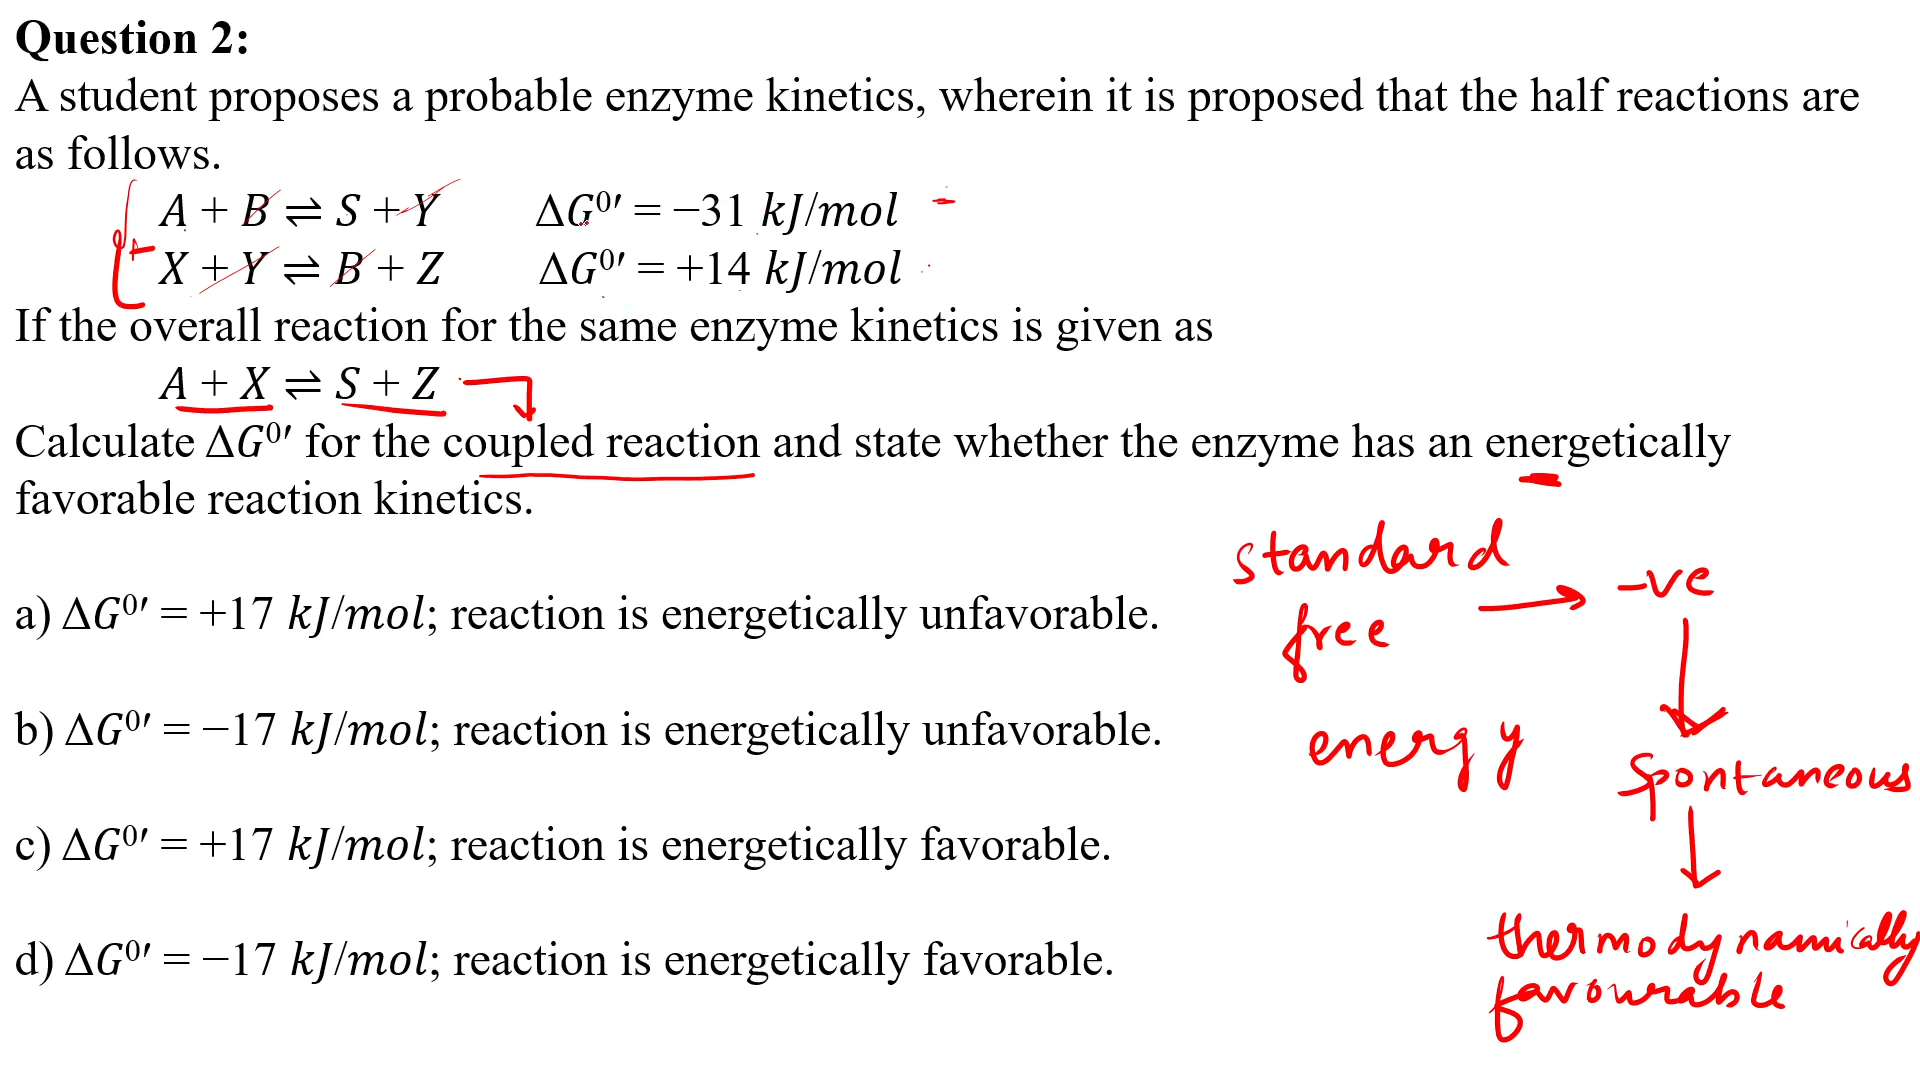 Question 2:
A student proposes a probable enzyme kinetics, wherein it is proposed that the half reactions are
as follows.
A + B ⇌ S + Y ΔG⁰′ = −31 kJ/mol
X + Y ⇌ B + Z ΔG⁰′ = +14 kJ/mol
If the overall reaction for the same enzyme kinetics is given as
A + X ⇌ S + Z
Calculate ΔG⁰′ for the coupled reaction and state whether the enzyme has an energetically
favorable reaction kinetics.
a) ΔG⁰′ = +17 kJ/mol; reaction is energetically unfavorable.
b) ΔG⁰′ = −17 kJ/mol; reaction is energetically unfavorable.
c) ΔG⁰′ = +17 kJ/mol; reaction is energetically favorable.
d) ΔG⁰′ = −17 kJ/mol; reaction is energetically favorable.
standard
free → -ve
energy
spontaneous
thermodynamically
favourable